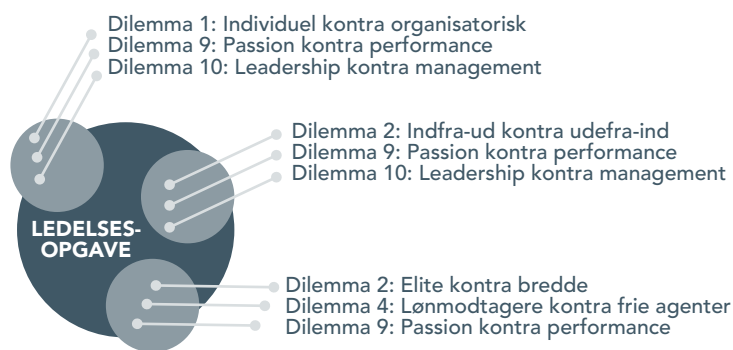 Dilemma 1: Individuel kontra organisatorisk
Dilemma 9: Passion kontra performance
Dilemma 10: Leadership kontra management
Dilemma 2: Indfra-ud kontra udefra-ind
Dilemma 9: Passion kontra performance
Dilemma 10: Leadership kontra management
LEDELSES-
OPGAVE
Dilemma 2: Elite kontra bredde
Dilemma 4: Lønmodtagere kontra frie agenter
Dilemma 9: Passion kontra performance